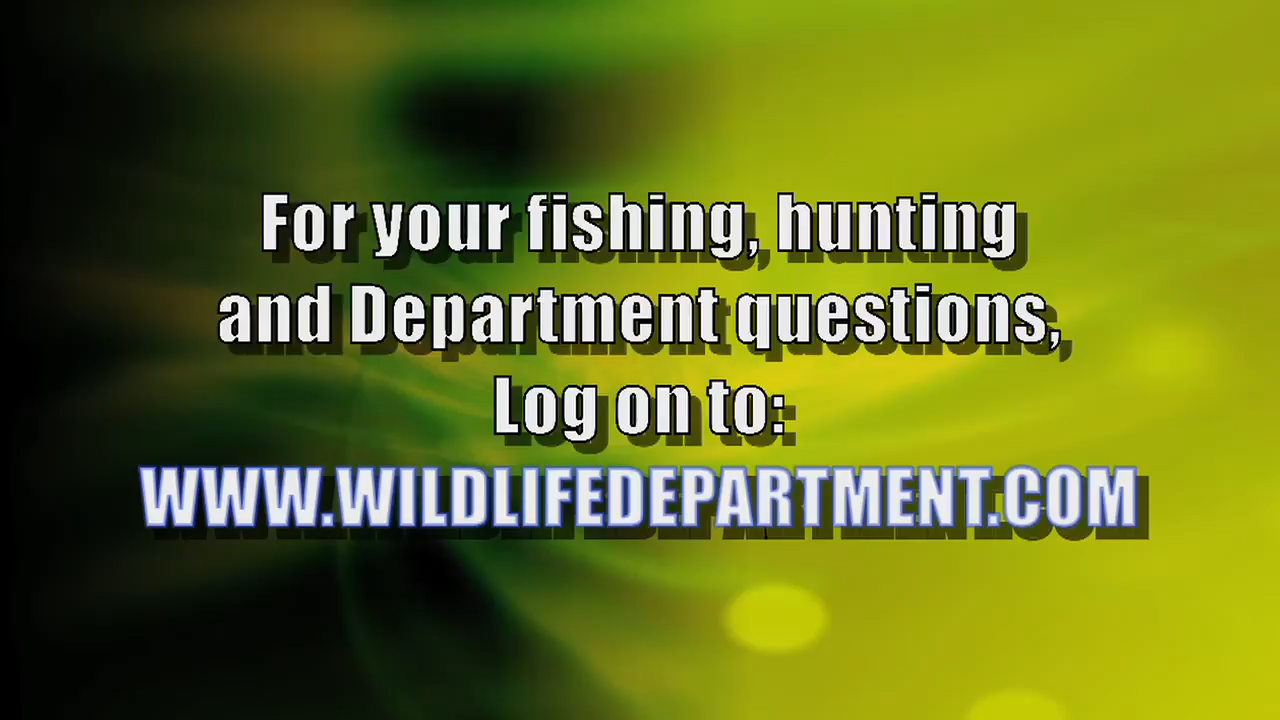 For your fishing, hunting
and Department questions,
Log on to:
WWW.WILDLIFEDEPARTMENT.COM